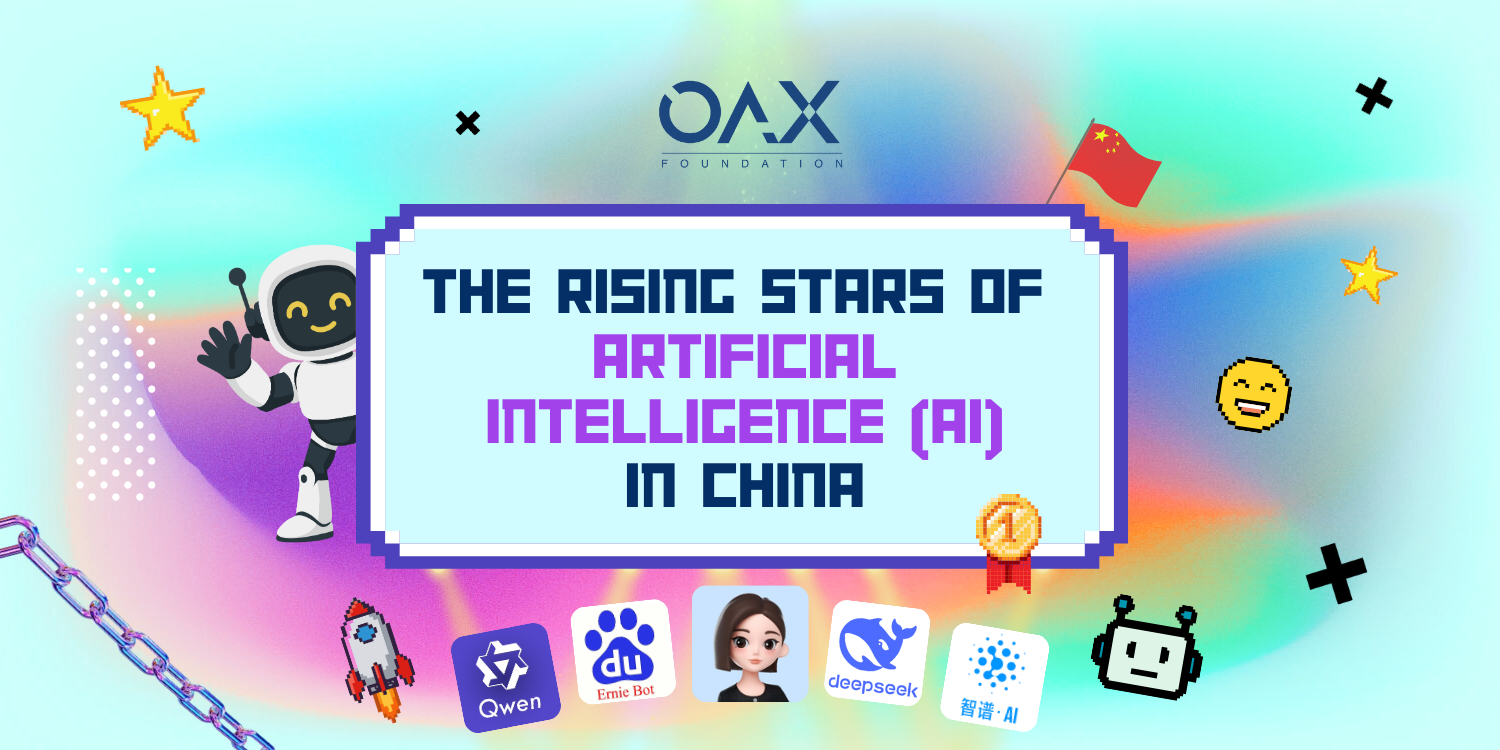 OAX
FOUNDATION
THE RISING STARS OF
ARTIFICIAL
INTELLIGENCE (AI)
IN CHINA
1
Qwen
du
Ernie Bot
deepseek
智谱·AI